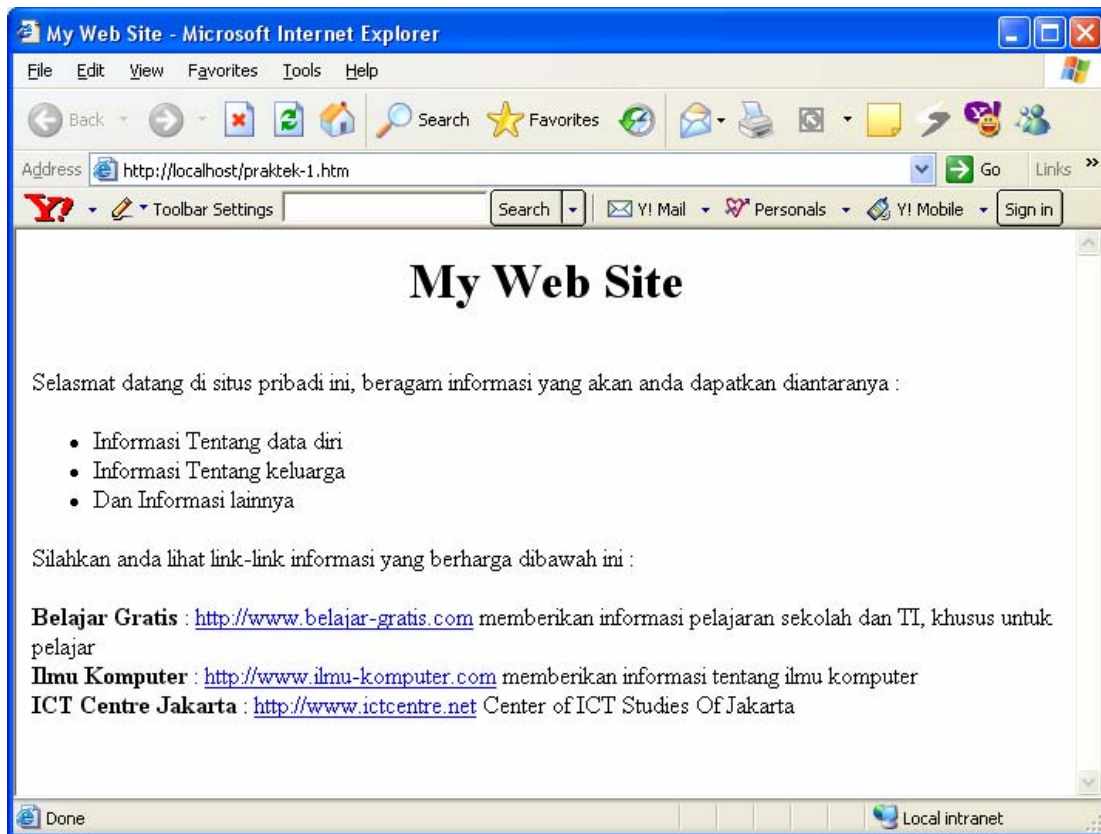 My Web Site - Microsoft Internet Explorer
File Edit View Favorites Tools Help
Back Search Favorites
Address http://localhost/praktek-1.htm Go Links »
Y! Toolbar Settings Search Y! Mail Personals Y! Mobile Sign in
My Web Site
Selasmat datang di situs pribadi ini, beragam informasi yang akan anda dapatkan diantaranya :
• Informasi Tentang data diri
• Informasi Tentang keluarga
• Dan Informasi lainnya
Silahkan anda lihat link-link informasi yang berharga dibawah ini :
Belajar Gratis : http://www.belajar-gratis.com memberikan informasi pelajaran sekolah dan TI, khusus untuk
pelajar
Ilmu Komputer : http://www.ilmu-komputer.com memberikan informasi tentang ilmu komputer
ICT Centre Jakarta : http://www.ictcentre.net Center of ICT Studies Of Jakarta
Done Local intranet